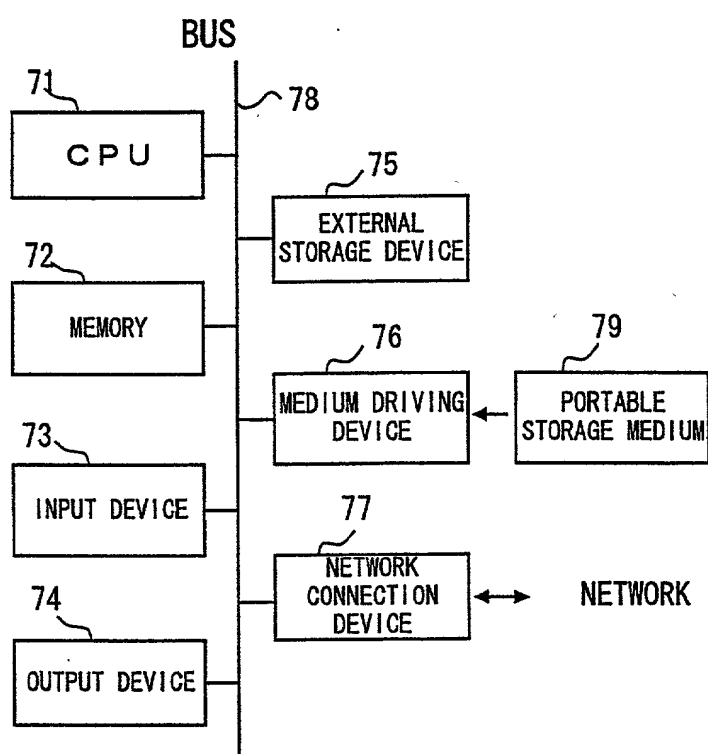 BUS
71
78
CPU
75
EXTERNAL
STORAGE DEVICE
72
MEMORY
76
79
MEDIUM DRIVING
DEVICE
PORTABLE
STORAGE MEDIUM
73
INPUT DEVICE
77
NETWORK
CONNECTION
DEVICE
NETWORK
74
OUTPUT DEVICE